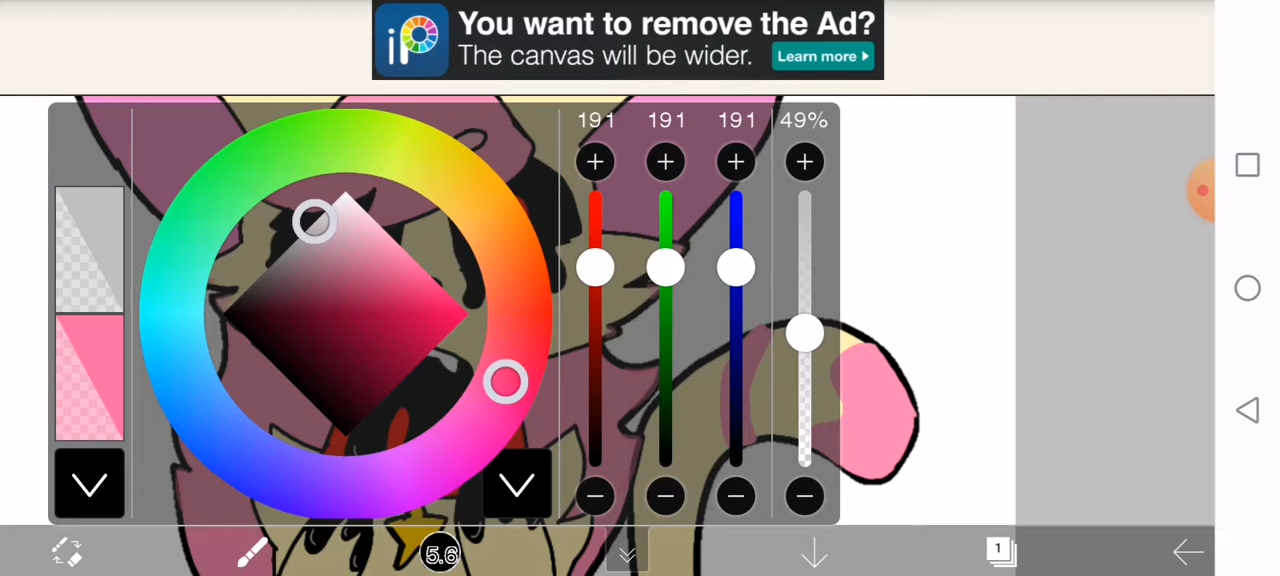 iP
You want to remove the Ad?
The canvas will be wider.
Learn more
191 191 191 49%
5.6
1